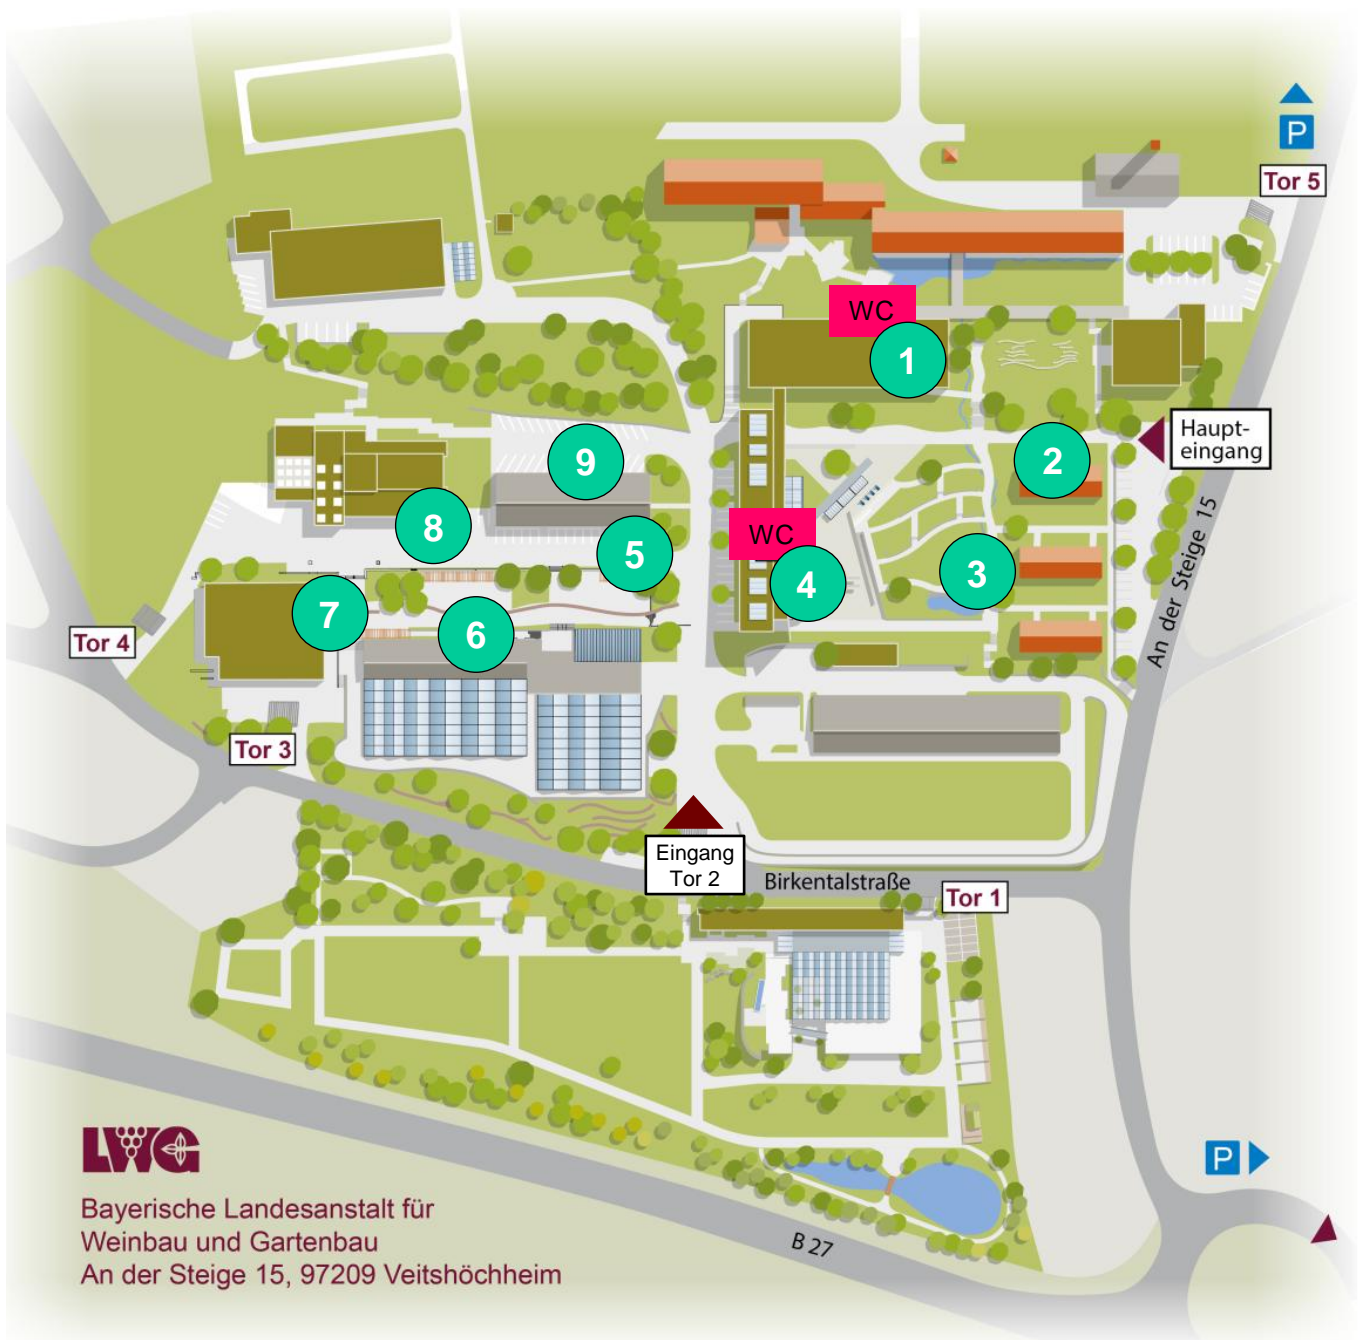 P
Tor 5
WC
1
Haupt-
eingang
2
9
8
5
WC
4
3
An der Steige 15
7
6
Tor 4
Tor 3
Eingang
Tor 2
Birkentalstraße
Tor 1
LWG
P
Bayerische Landesanstalt für
Weinbau und Gartenbau
An der Steige 15, 97209 Veitshöchheim
B 27